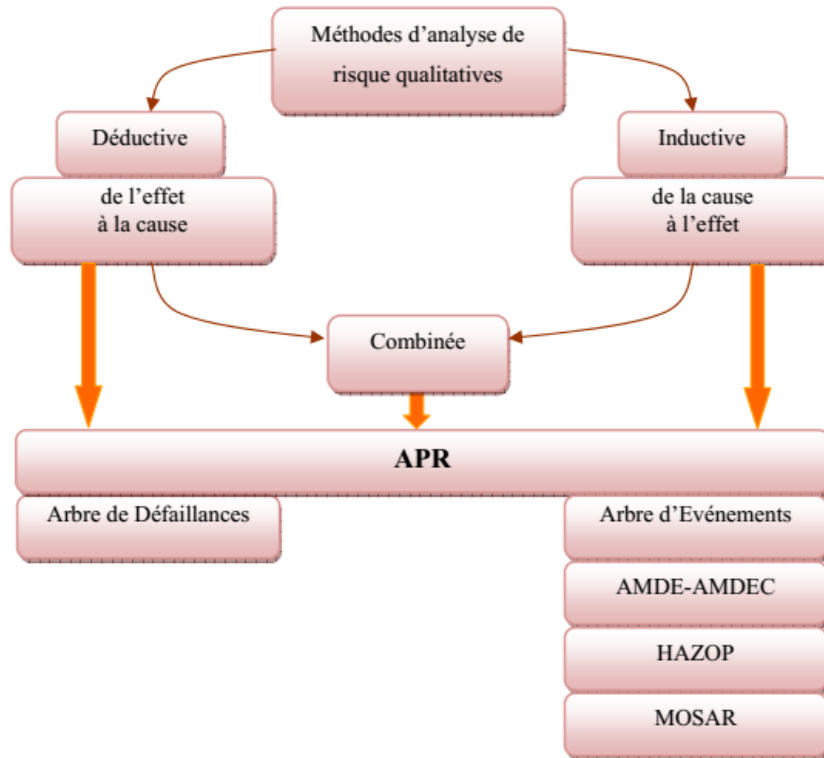 Méthodes d’analyse de
risque qualitatives
Déductive
Inductive
de l’effet
à la cause
de la cause
à l’effet
Combinée
APR
Arbre de Défaillances
Arbre d’Evénements
AMDE-AMDEC
HAZOP
MOSAR